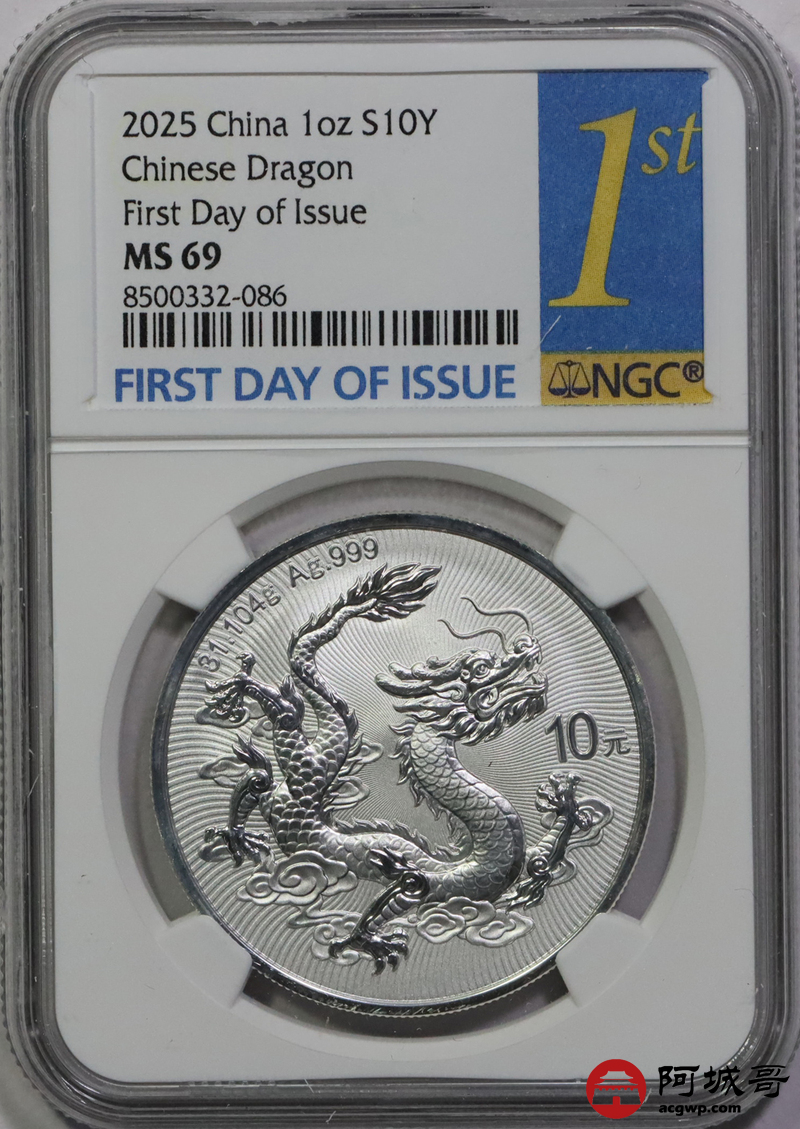 2025 China 1oz S10Y
Chinese Dragon
First Day of Issue
MS 69
8500332-086
FIRST DAY OF ISSUE
1st
NGC®
31.104g Ag.999
10元
阿城哥
acgwp.com